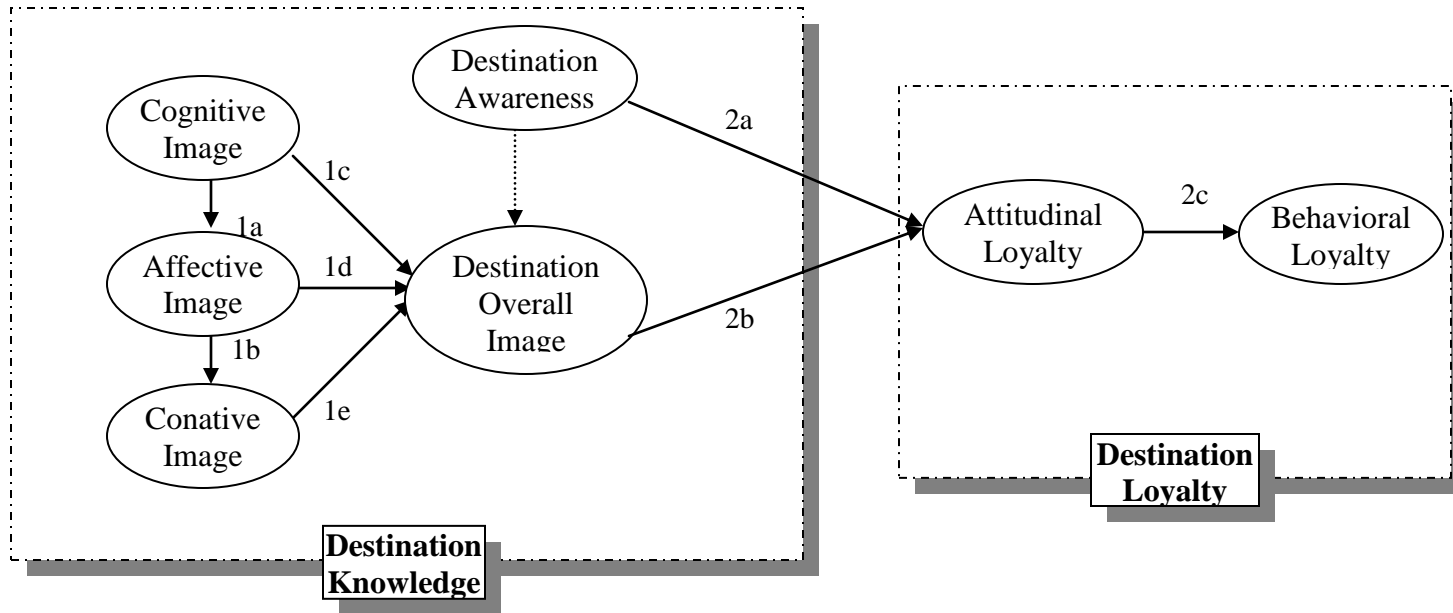 Destination
Awareness
Cognitive
Image
2a
1c
1a
Affective
Image
1d
Destination
Overall
Image
Attitudinal
Loyalty
2c
Behavioral
Loyalty
1b
2b
Conative
Image
1e
Destination
Loyalty
Destination
Knowledge